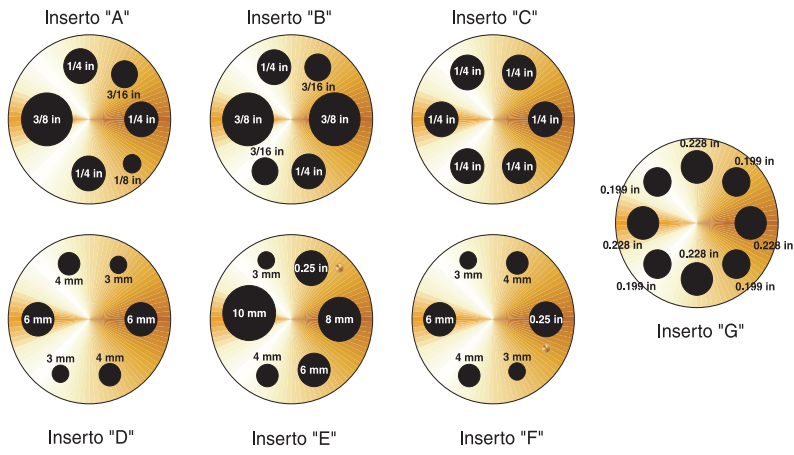 Inserto "A"
1/4 in
3/16 in
3/8 in
1/4 in
1/4 in
1/8 in
Inserto "B"
1/4 in
3/16 in
3/8 in
3/8 in
3/16 in
1/4 in
Inserto "C"
1/4 in
1/4 in
1/4 in
1/4 in
1/4 in
1/4 in
4 mm
3 mm
6 mm
6 mm
3 mm
4 mm
Inserto "D"
3 mm
0.25 in
10 mm
8 mm
4 mm
6 mm
Inserto "E"
3 mm
4 mm
6 mm
0.25 in
4 mm
3 mm
Inserto "F"
0.228 in
0.199 in
0.199 in
0.228 in
0.228 in
0.228 in
0.199 in
0.199 in
Inserto "G"